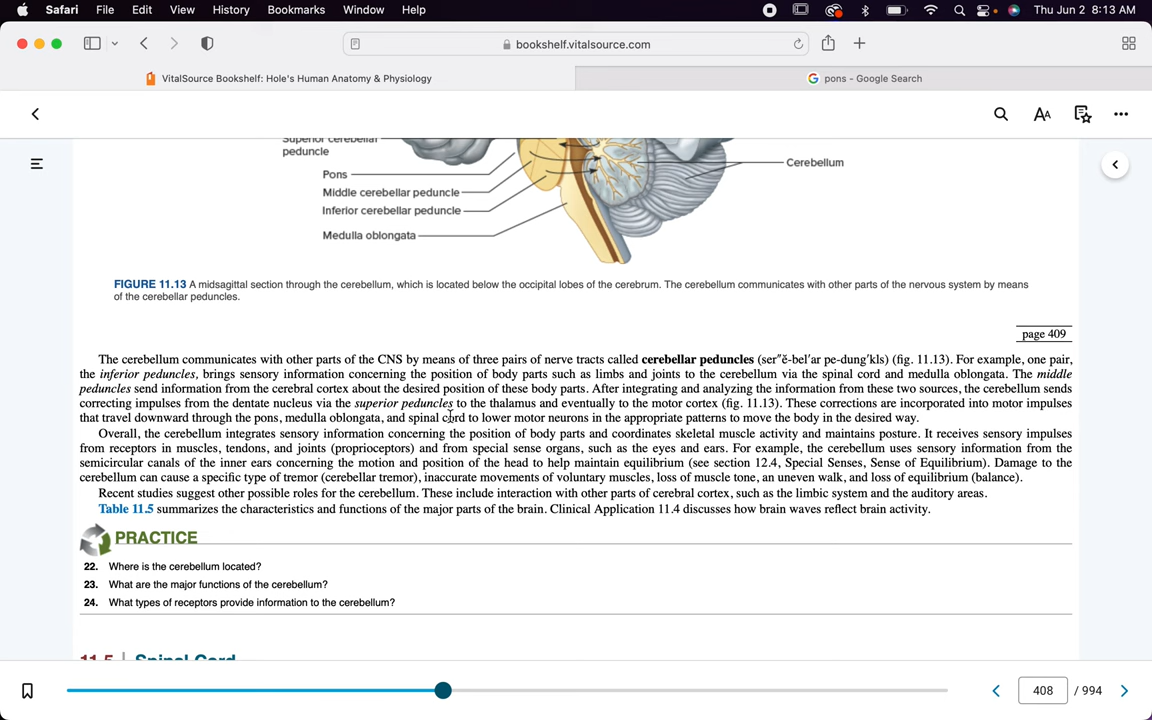 Safari File Edit View History Bookmarks Window Help Thu Jun 2 8:13 AM
bookshelf.vitalsource.com
VitalSource Bookshelf: Hole's Human Anatomy & Physiology
G pons - Google Search
AA
Superior cerebellar
peduncle
Cerebellum
Pons
Middle cerebellar peduncle
Inferior cerebellar peduncle
Medulla oblongata
FIGURE 11.13 A midsagittal section through the cerebellum, which is located below the occipital lobes of the cerebrum. The cerebellum communicates with other parts of the nervous system by means
of the cerebellar peduncles.
page 409
The cerebellum communicates with other parts of the CNS by means of three pairs of nerve tracts called cerebellar peduncles (ser″ĕ-bel′ar pe-dung′kls) (fig. 11.13). For example, one pair,
the inferior peduncles, brings sensory information concerning the position of body parts such as limbs and joints to the cerebellum via the spinal cord and medulla oblongata. The middle
peduncles send information from the cerebral cortex about the desired position of these body parts. After integrating and analyzing the information from these two sources, the cerebellum sends
correcting impulses from the dentate nucleus via the superior peduncles to the thalamus and eventually to the motor cortex (fig. 11.13). These corrections are incorporated into motor impulses
that travel downward through the pons, medulla oblongata, and spinal cord to lower motor neurons in the appropriate patterns to move the body in the desired way.
Overall, the cerebellum integrates sensory information concerning the position of body parts and coordinates skeletal muscle activity and maintains posture. It receives sensory impulses
from receptors in muscles, tendons, and joints (proprioceptors) and from special sense organs, such as the eyes and ears. For example, the cerebellum uses sensory information from the
semicircular canals of the inner ears concerning the motion and position of the head to help maintain equilibrium (see section 12.4, Special Senses, Sense of Equilibrium). Damage to the
cerebellum can cause a specific type of tremor (cerebellar tremor), inaccurate movements of voluntary muscles, loss of muscle tone, an uneven walk, and loss of equilibrium (balance).
Recent studies suggest other possible roles for the cerebellum. These include interaction with other parts of cerebral cortex, such as the limbic system and the auditory areas.
Table 11.5 summarizes the characteristics and functions of the major parts of the brain. Clinical Application 11.4 discusses how brain waves reflect brain activity.
PRACTICE
22. Where is the cerebellum located?
23. What are the major functions of the cerebellum?
24. What types of receptors provide information to the cerebellum?
11.5 | Spinal Cord
408 / 994